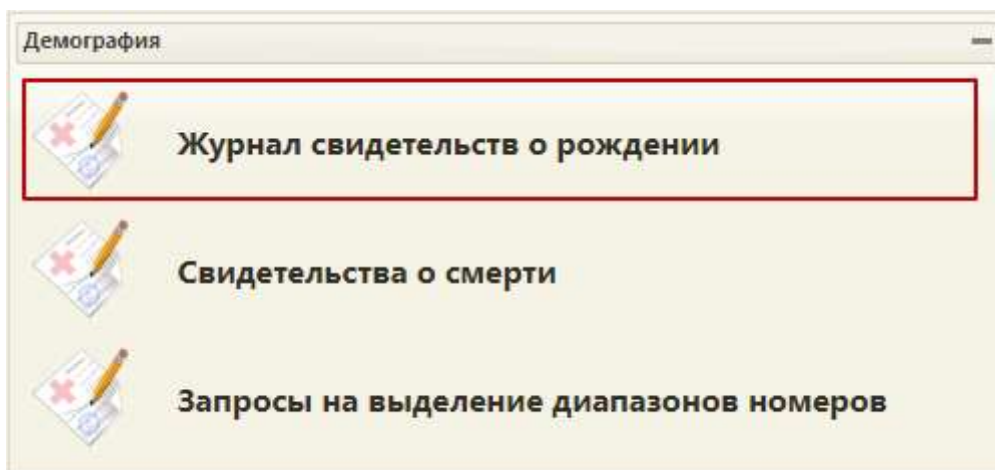 Демография
Журнал свидетельств о рождении
Свидетельства о смерти
Запросы на выделение диапазонов номеров